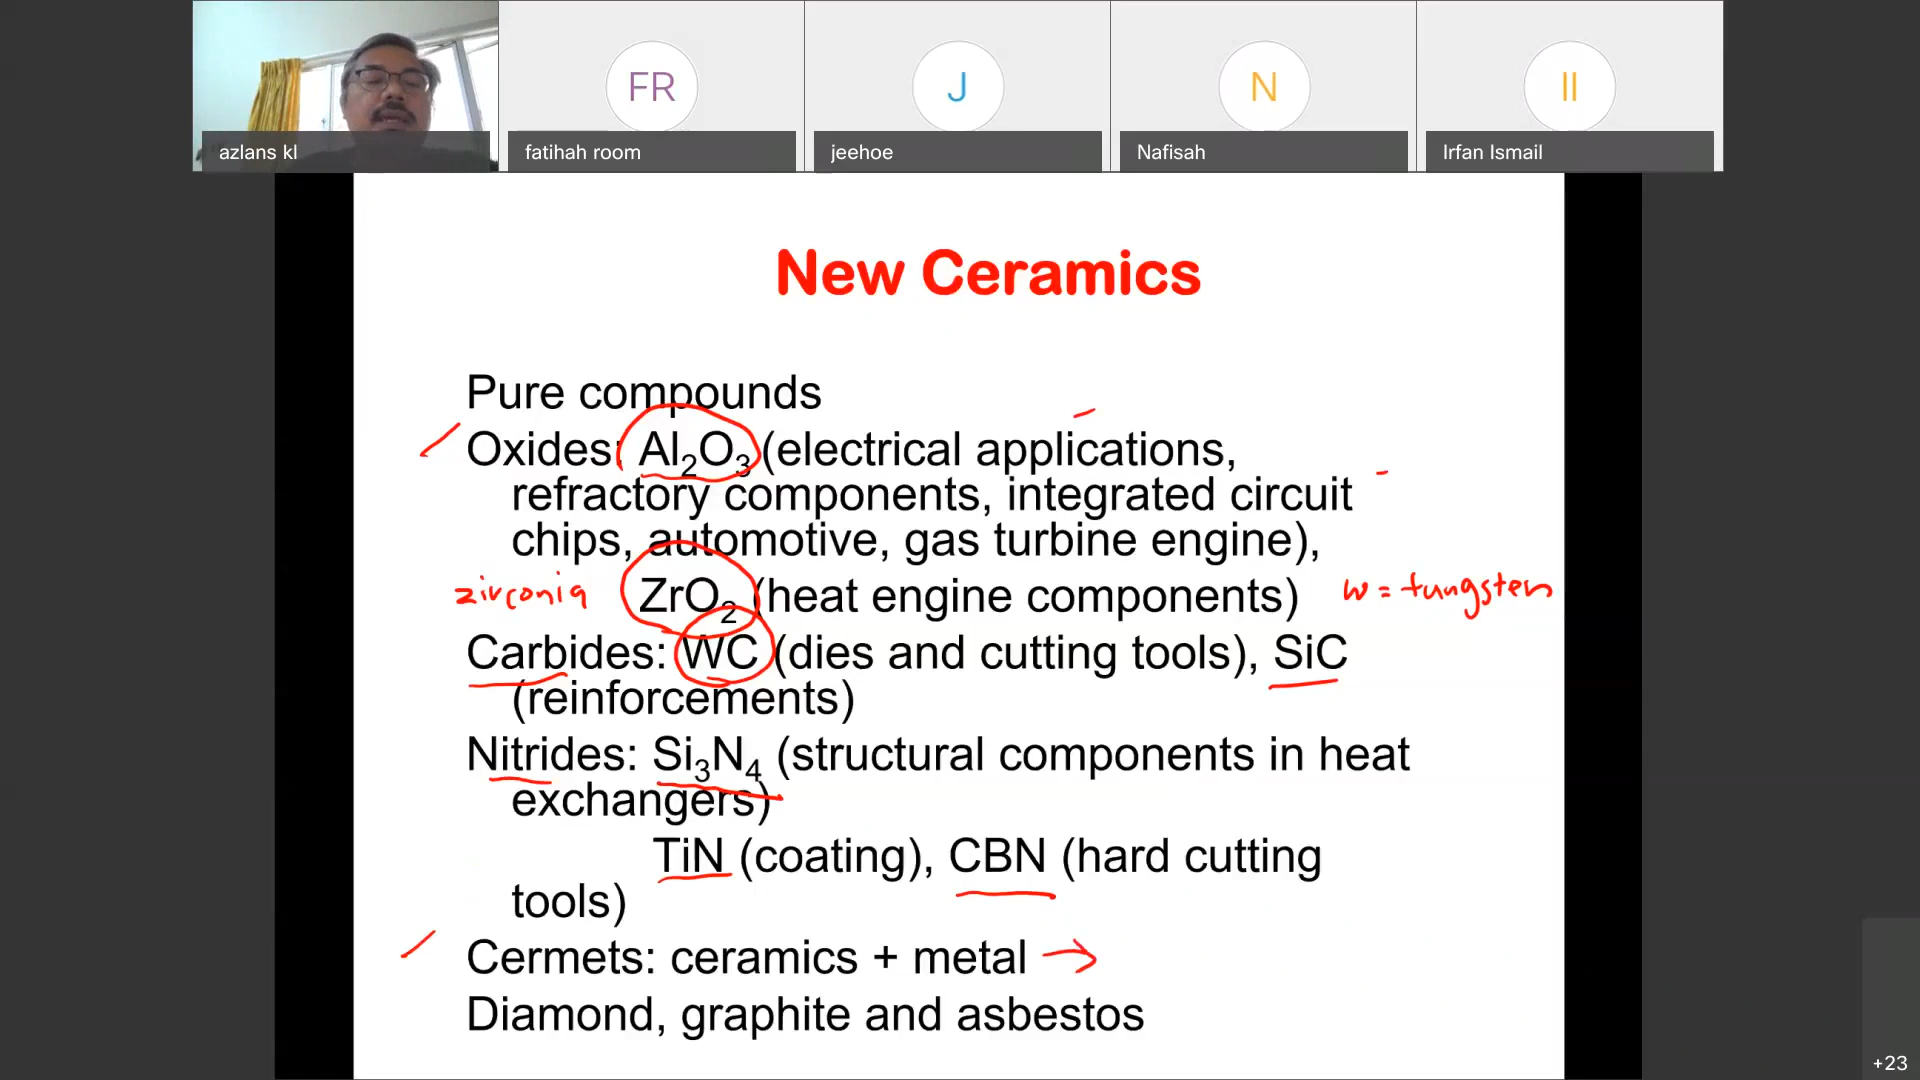 FR
J
N
II
azlans kl
fatihah room
jeehoe
Nafisah
Irfan Ismail
New Ceramics
Pure compounds
Oxides: Al₂O₃ (electrical applications,
refractory components, integrated circuit
chips, automotive, gas turbine engine),
zirconia ZrO₂ (heat engine components) w = tungsten
Carbides: WC (dies and cutting tools), SiC
(reinforcements)
Nitrides: Si₃N₄ (structural components in heat
exchangers)
TiN (coating), CBN (hard cutting
tools)
Cermets: ceramics + metal →
Diamond, graphite and asbestos
+23